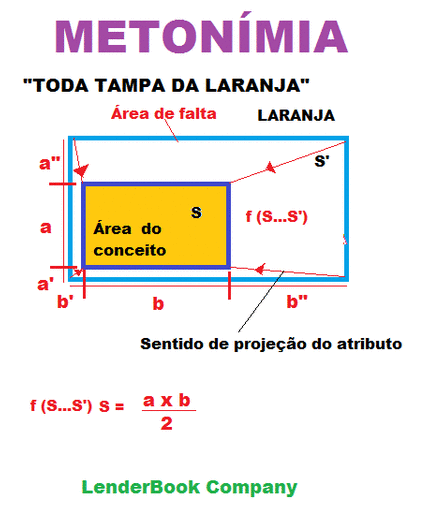 METONÍMIA
"TODA TAMPA DA LARANJA"
Área de falta
LARANJA
a"
S'
S
a
f (S...S')
Área do
conceito
a'
b'
b
b"
Sentido de projeção do atributo
f (S...S') S = a x b
2
LenderBook Company